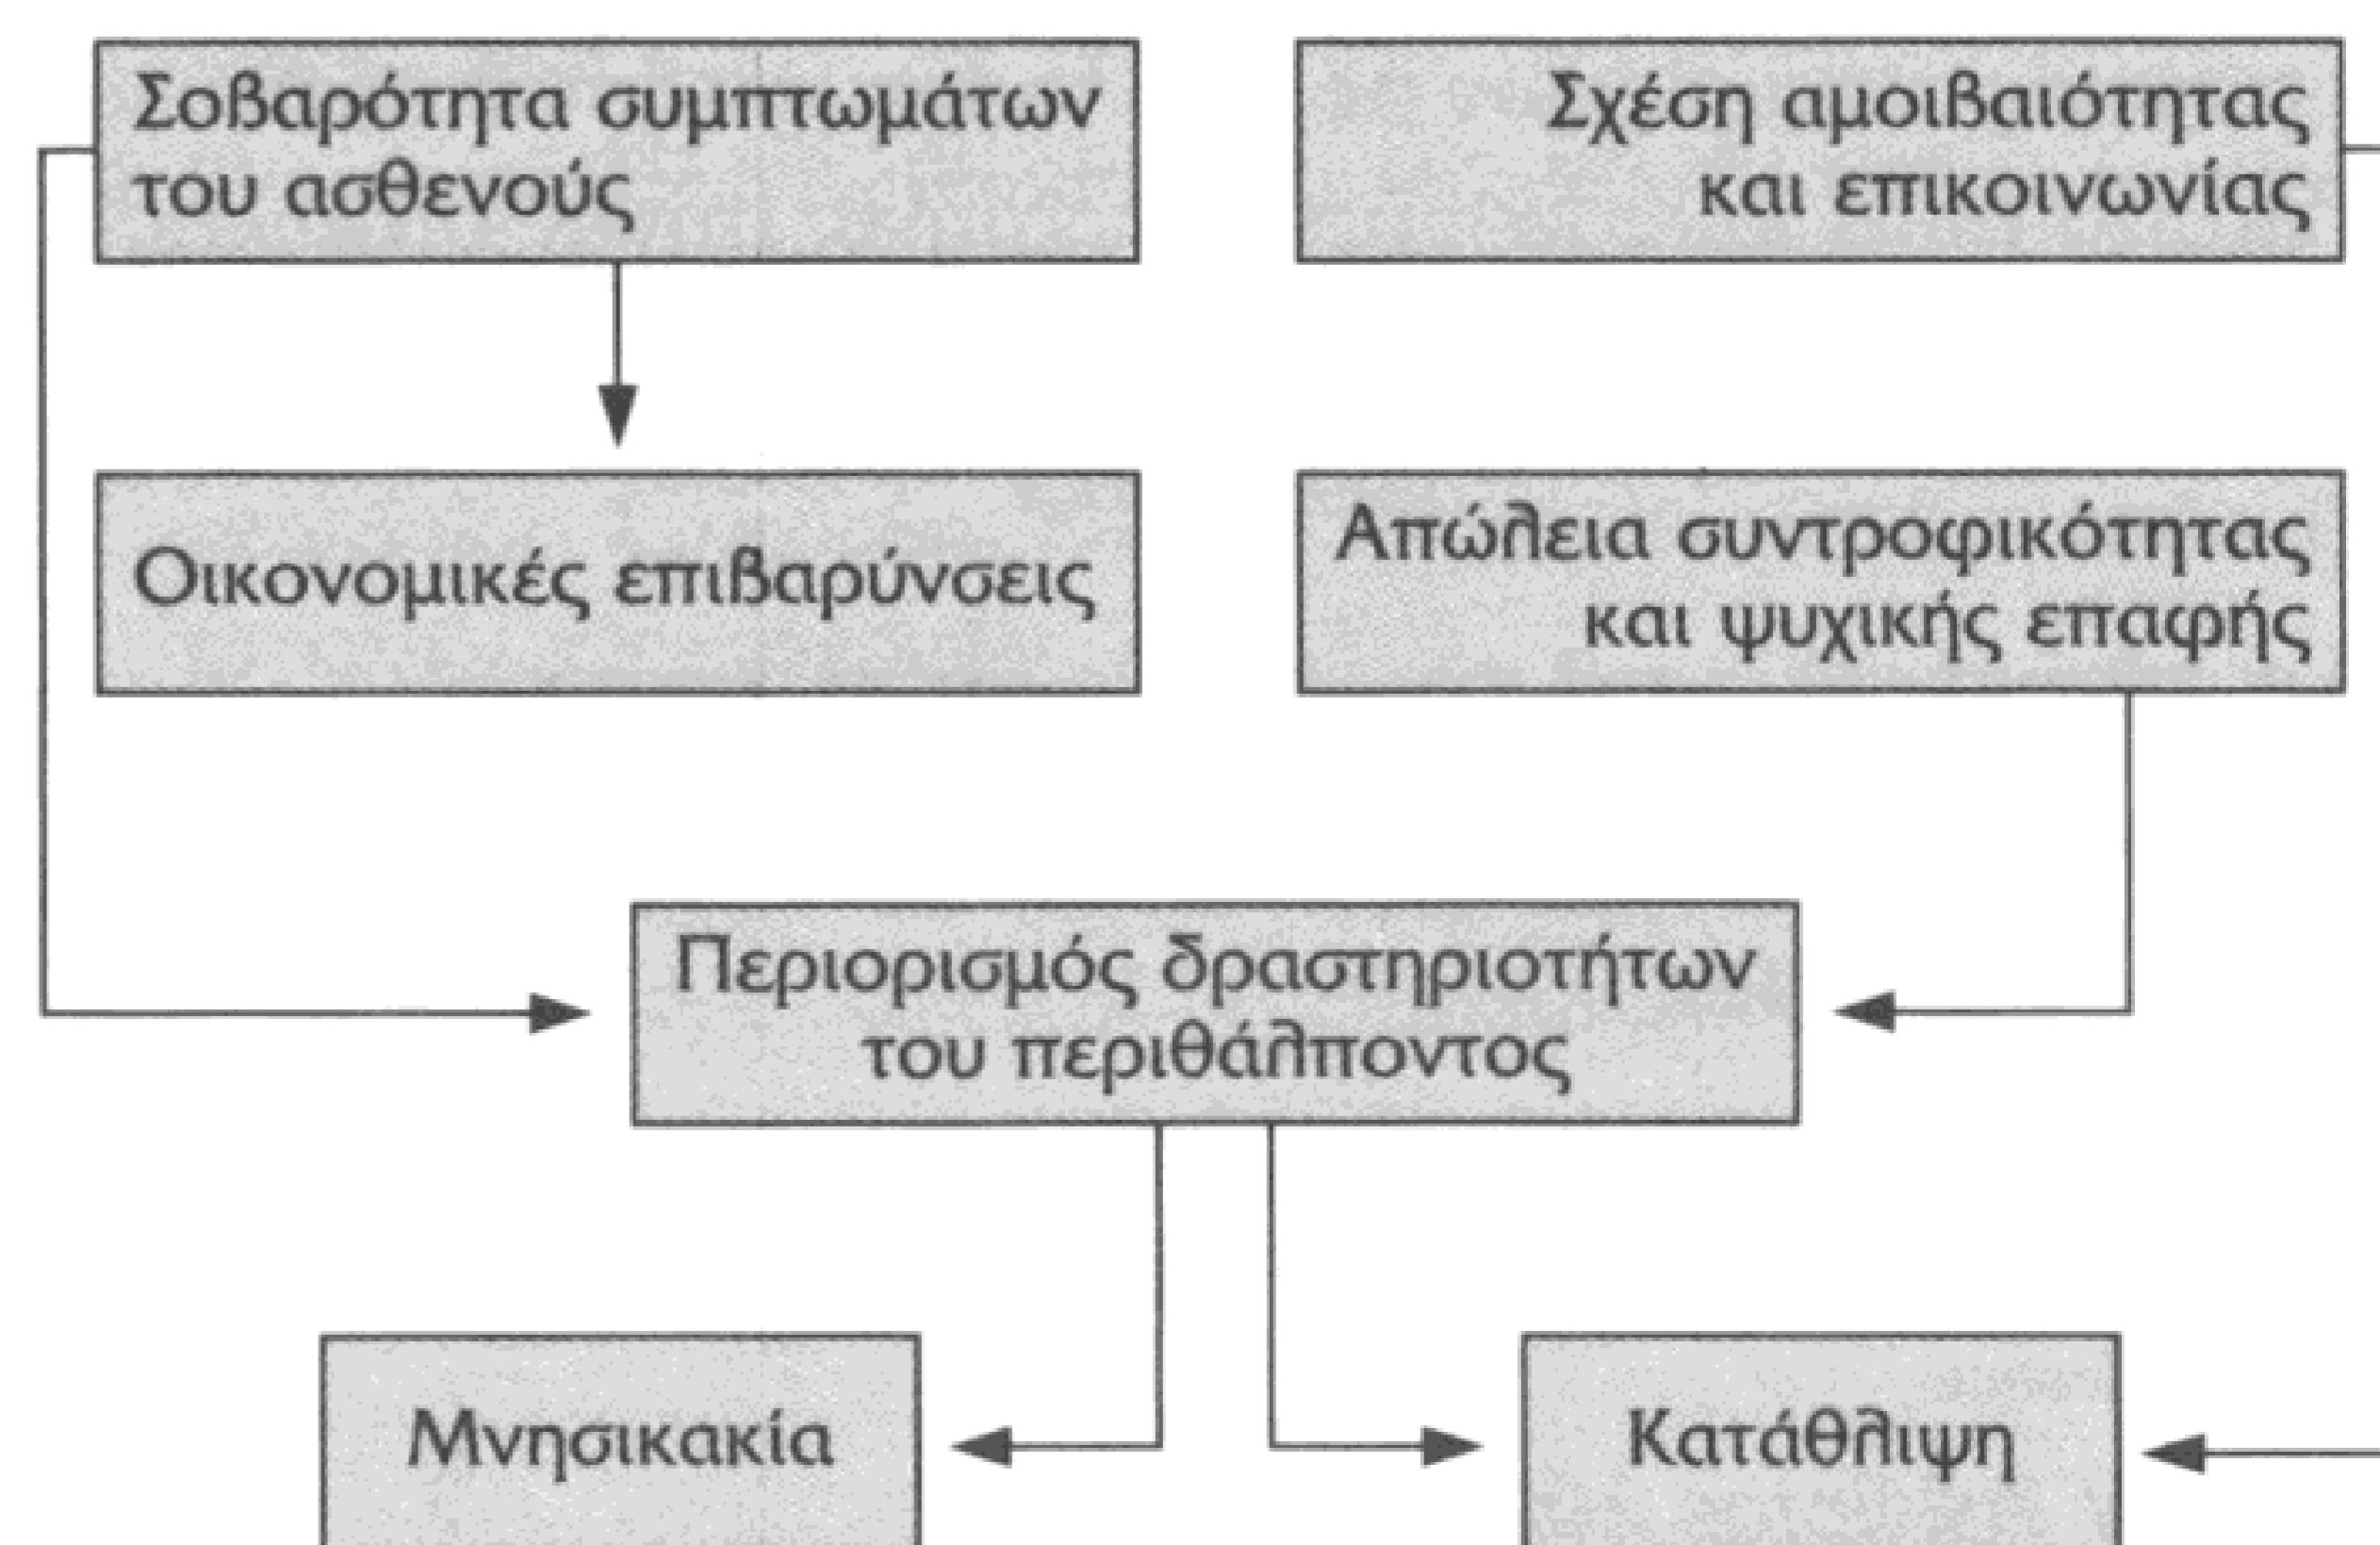 Σοβαρότητα συμπτωμάτων
του ασθενούς
Σχέση αμοιβαιότητας
και επικοινωνίας
Οικονομικές επιβαρύνσεις
Απώλεια συντροφικότητας
και ψυχικής επαφής
Περιορισμός δραστηριοτήτων
του περιθάλποντος
Μνησικακία
Κατάθλιψη